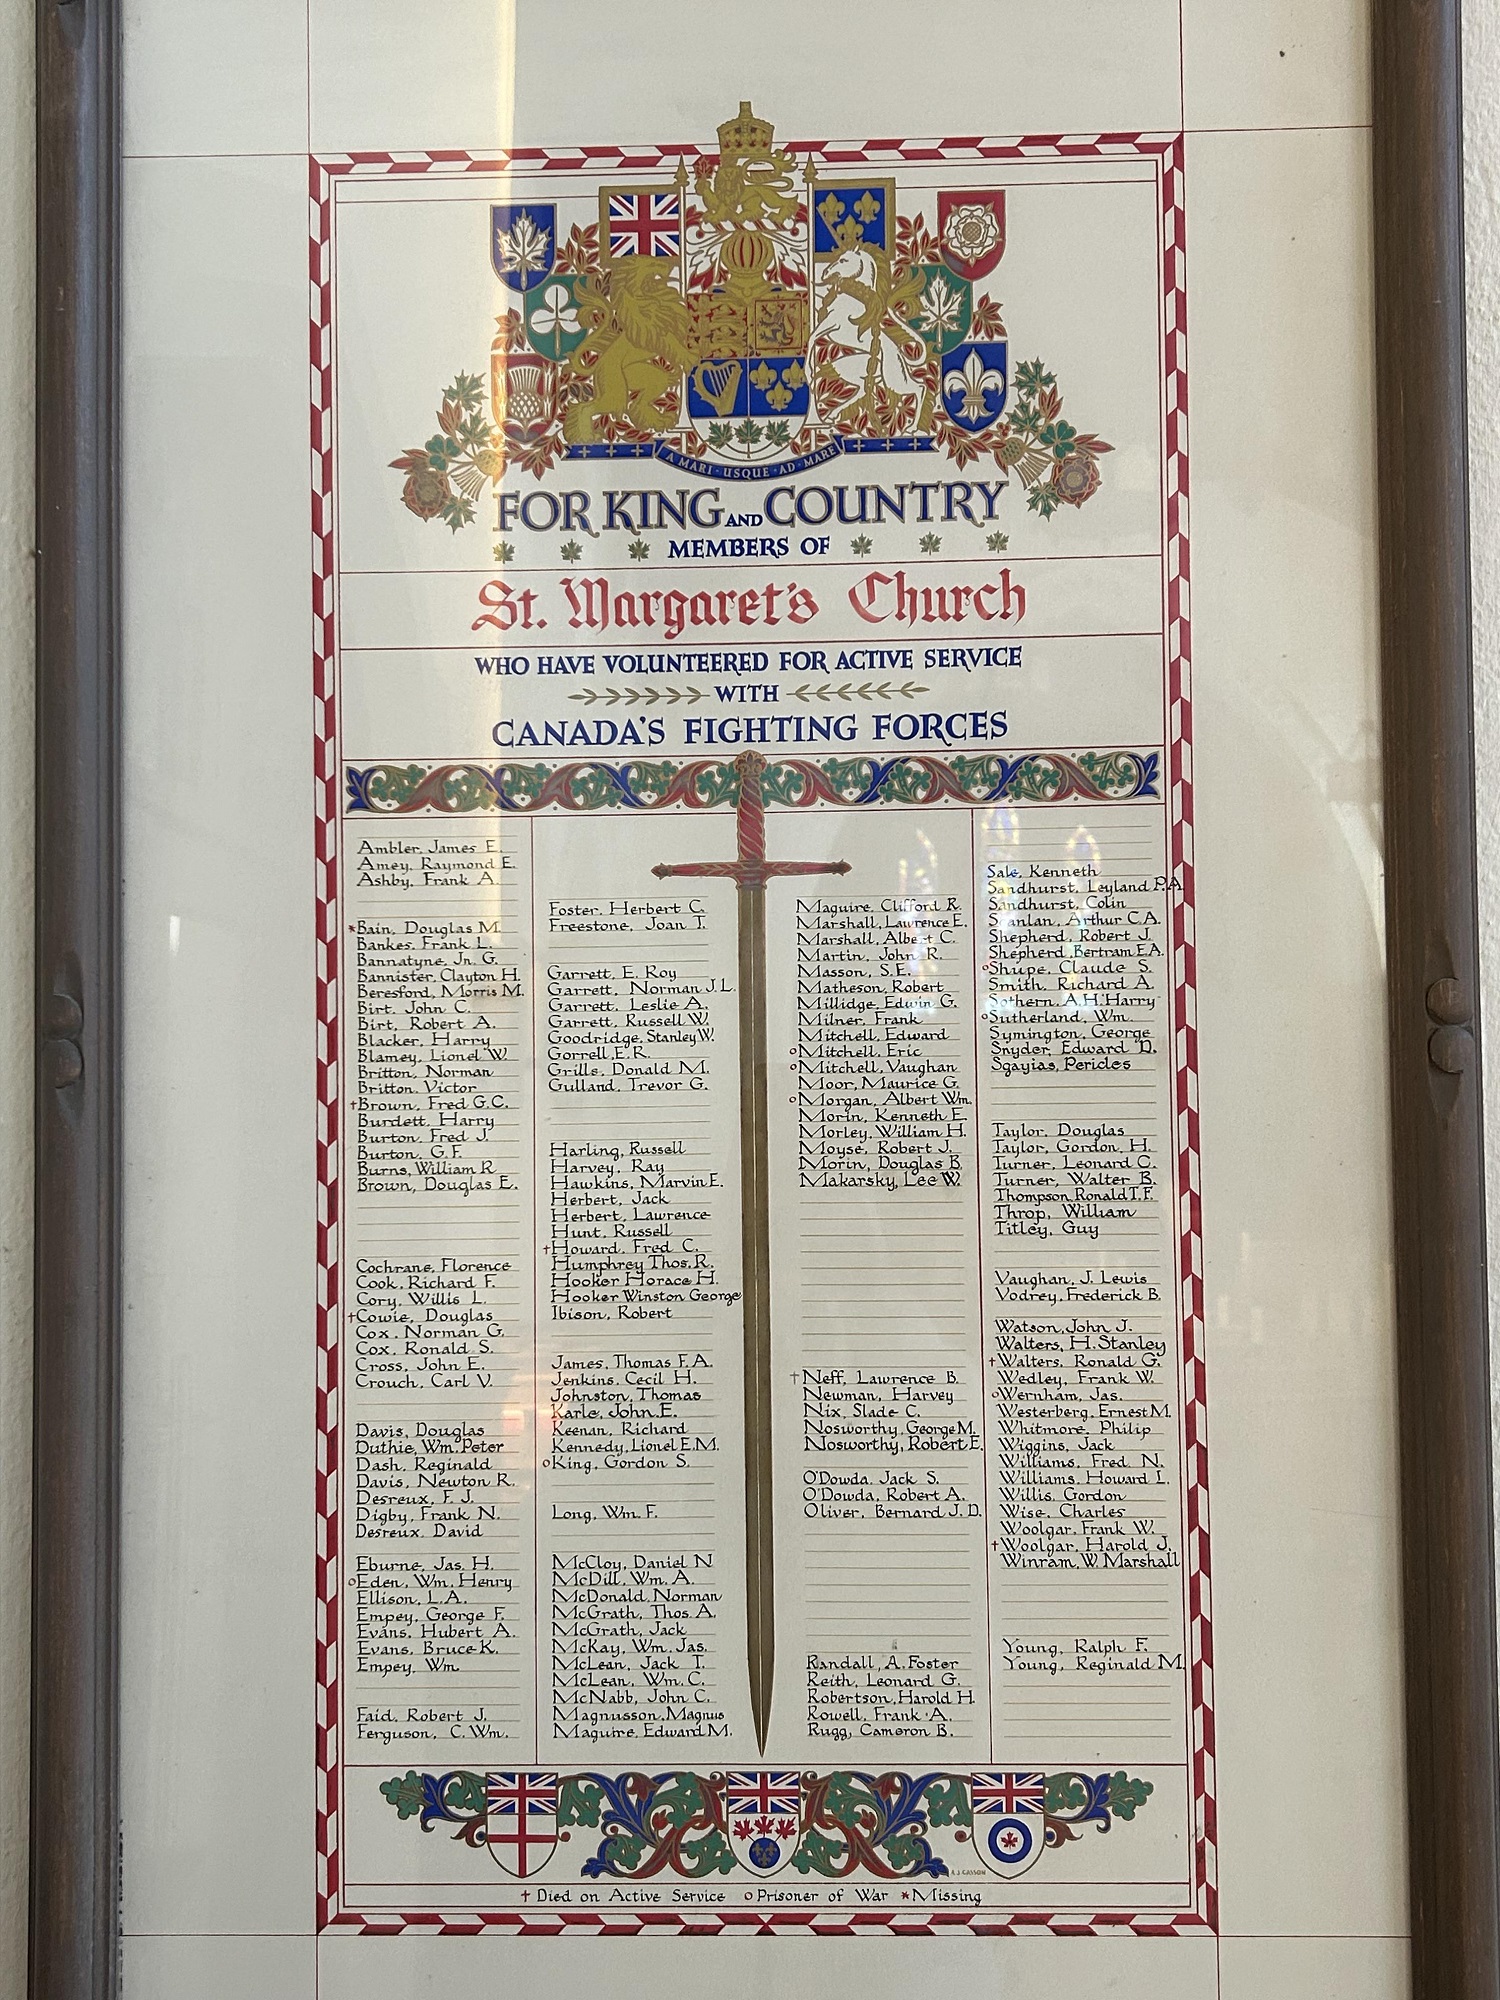 A MARI · USQUE · AD · MARE
FOR KING AND COUNTRY
MEMBERS OF
St. Margaret's Church
WHO HAVE VOLUNTEERED FOR ACTIVE SERVICE
WITH
CANADA'S FIGHTING FORCES
Ambler, James E.
Amey, Raymond E.
Ashby, Frank A.
*Bain, Douglas M.
Bankes, Frank L.
Bannatyne, Jn. G.
Bannister, Clayton H.
Beresford, Morris M.
Birt, John C.
Birt, Robert A.
Blacker, Harry
Blamey, Lionel W.
Britton, Norman
Britton, Victor
†Brown, Fred G.C.
Burdett, Harry
Burton, Fred J.
Burton, G.F.
Burns, William R.
Brown, Douglas E.
Cochrane, Florence
Cook, Richard F.
Cory, Willis L.
†Cowie, Douglas
Cox, Norman G.
Cox, Ronald S.
Cross, John E.
Crouch, Carl V.
Davis, Douglas
Duthie, Wm. Peter
Dash, Reginald
Davis, Newton R.
Desreux, F. J.
Digby, Frank N.
Desreux, David
Eburne, Jas. H.
oEden, Wm. Henry
Ellison, L.A.
Empey, George F.
Evans, Hubert A.
Evans, Bruce K.
Empey, Wm.
Faid, Robert J.
Ferguson, C. Wm.
Foster, Herbert C.
Freestone, Joan T.
Garrett, E. Roy
Garrett, Norman J.L.
Garrett, Leslie A.
Garrett, Russell W.
Goodridge, Stanley W.
Gorrell, E.R.
Grills, Donald M.
Gulland, Trevor G.
Harling, Russell
Harvey, Ray
Hawkins, Marvin E.
Herbert, Jack
Herbert, Lawrence
Hunt, Russell
†Howard, Fred C.
Humphrey Thos. R.
Hooker Horace H.
Hooker Winston George
Ibison, Robert
James, Thomas F.A.
Jenkins, Cecil H.
Johnston, Thomas
Karle, John E.
Keenan, Richard
Kennedy, Lionel E.M.
oKing, Gordon S.
Long, Wm. F.
McCloy, Daniel N
McDill, Wm. A.
McDonald, Norman
McGrath, Thos. A.
McGrath, Jack
McKay, Wm. Jas.
McLean, Jack T.
McLean, Wm. C.
McNabb, John C.
Magnusson, Magnus
Maguire, Edward M.
Maguire, Clifford R.
Marshall, Lawrence E.
Marshall, Albert C.
Martin, John R.
Masson, S.E.
Matheson, Robert
Millidge, Edwin G.
Milner, Frank
Mitchell, Edward
oMitchell, Eric
oMitchell, Vaughan
Moor, Maurice G.
oMorgan, Albert Wm.
Morin, Kenneth E.
Morley, William H.
Moyse, Robert J.
Morin, Douglas B.
Makarsky, Lee W.
†Neff, Lawrence B.
Newman, Harvey
Nix, Slade C.
Nosworthy, George M.
Nosworthy, Robert E.
O'Dowda, Jack S.
O'Dowda, Robert A.
Oliver, Bernard J. D.
Randall, A. Foster
Reith, Leonard G.
Robertson, Harold H.
Rowell, Frank A.
Rugg, Cameron B.
Sale, Kenneth
Sandhurst, Leyland P.A.
Sandhurst, Colin
Scanlan, Arthur C.A.
Shepherd, Robert J.
Shepherd, Bertram E.A.
oShupe, Claude S.
Smith, Richard A.
Sothern, A.H. Harry
oSutherland, Wm.
Symington, George
Snyder, Edward D.
Sgayias, Pericles
Taylor, Douglas
Taylor, Gordon H.
Turner, Leonard C.
Turner, Walter B.
Thompson Ronald T.F.
Throp, William
Titley, Guy
Vaughan, J. Lewis
Vodrey, Frederick B.
Watson, John J.
Walters, H. Stanley
†Walters, Ronald G.
Wedley, Frank W.
oWernham, Jas.
Westerberg, Ernest M.
Whitmore, Philip
Wiggins, Jack
Williams, Fred N.
Williams, Howard L.
Willis, Gordon
Wise, Charles
Woolgar, Frank W.
†Woolgar, Harold J.
Winram, W. Marshall
Young, Ralph F.
Young, Reginald M.
A J CASSON
† Died on Active Service o Prisoner of War * Missing